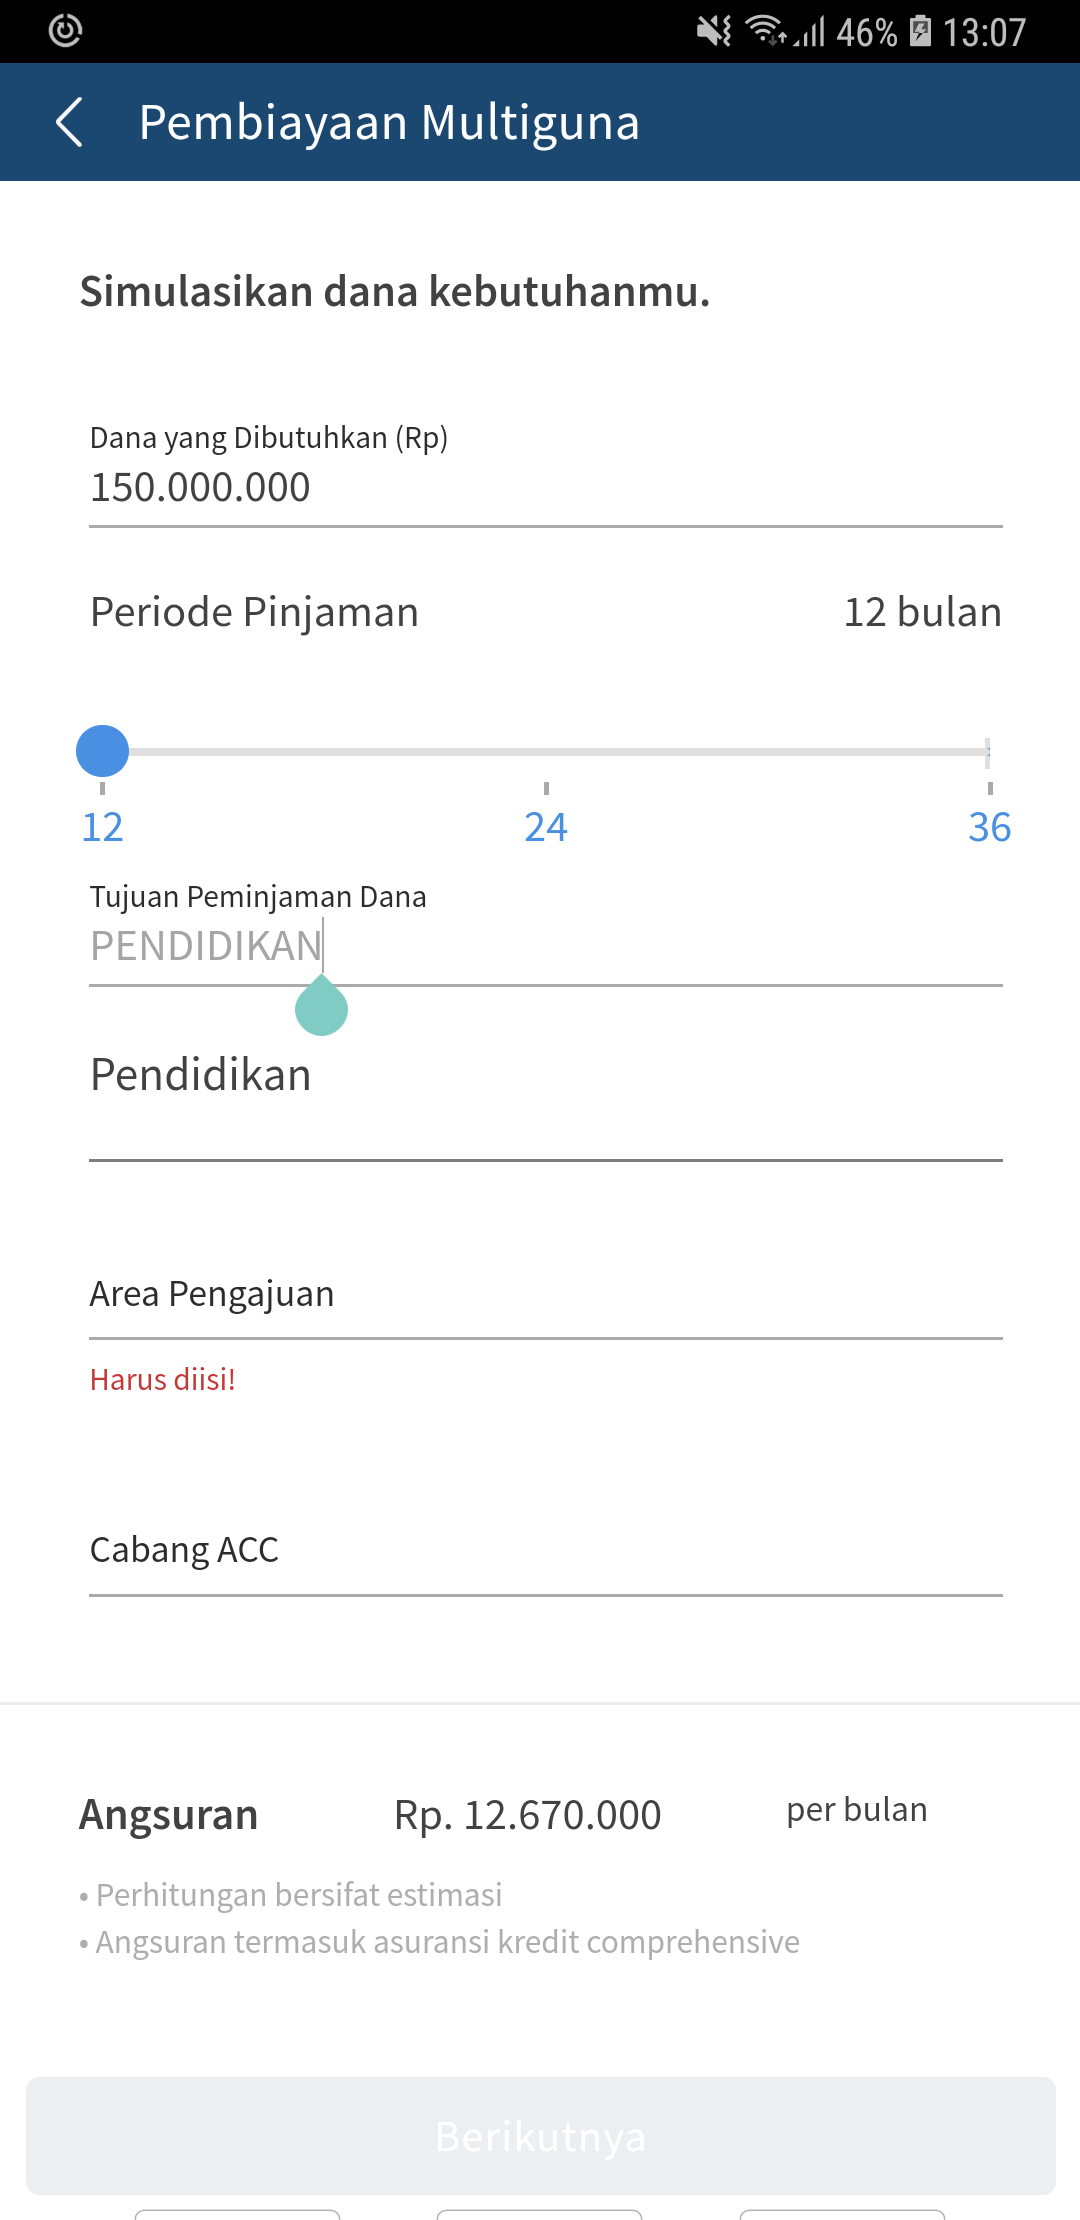 46% 13:07
Pembiayaan Multiguna
Simulasikan dana kebutuhanmu.
Dana yang Dibutuhkan (Rp)
150.000.000
Periode Pinjaman 12 bulan
12 24 36
Tujuan Peminjaman Dana
PENDIDIKAN
Pendidikan
Area Pengajuan
Harus diisi!
Cabang ACC
Angsuran Rp. 12.670.000 per bulan
• Perhitungan bersifat estimasi
• Angsuran termasuk asuransi kredit comprehensive
Berikutnya